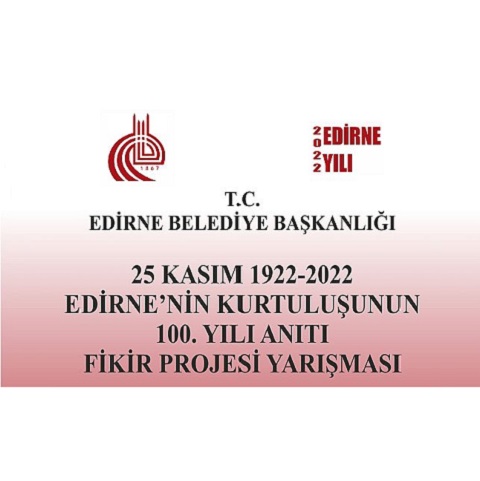 1867
2022 EDİRNE
YILI
T.C.
EDİRNE BELEDİYE BAŞKANLIĞI
25 KASIM 1922-2022
EDİRNE’NİN KURTULUŞUNUN
100. YILI ANITI
FİKİR PROJESİ YARIŞMASI